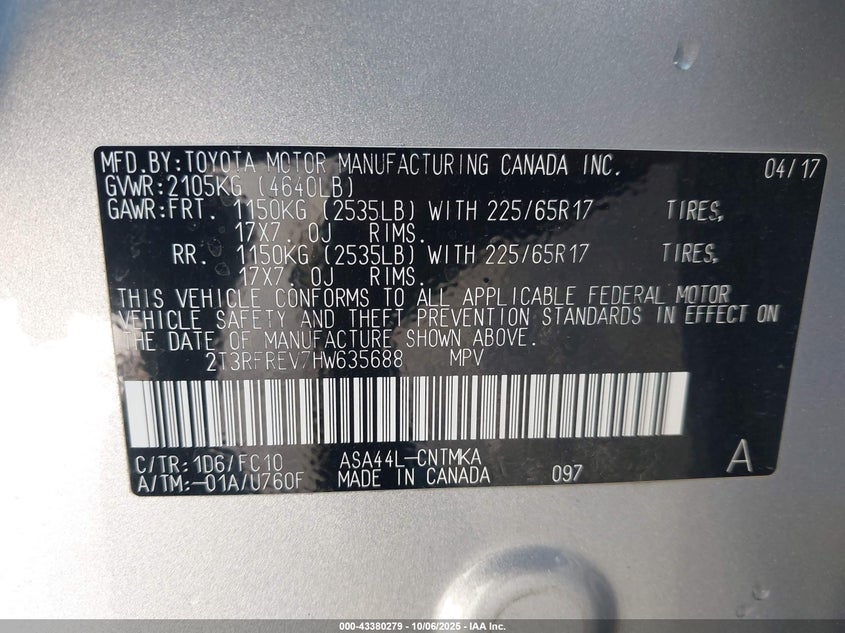 MFD.BY:TOYOTA MOTOR MANUFACTURING CANADA INC. 04/17
GVWR:2105KG (4640LB)
GAWR:FRT. 1150KG (2535LB) WITH 225/65R17 TIRES,
17X7. 0J RIMS.
RR. 1150KG (2535LB) WITH 225/65R17 TIRES,
17X7. 0J RIMS.
THIS VEHICLE CONFORMS TO ALL APPLICABLE FEDERAL MOTOR
VEHICLE SAFETY AND THEFT PREVENTION STANDARDS IN EFFECT ON
THE DATE OF MANUFACTURE SHOWN ABOVE.
2T3RFREV7HW635688 MPV
C/TR:1D6/FC10 ASA44L-CNTMKA A
A/TM:-01A/U760F MADE IN CANADA 097
000-43380279 - 10/06/2025 - IAA Inc.